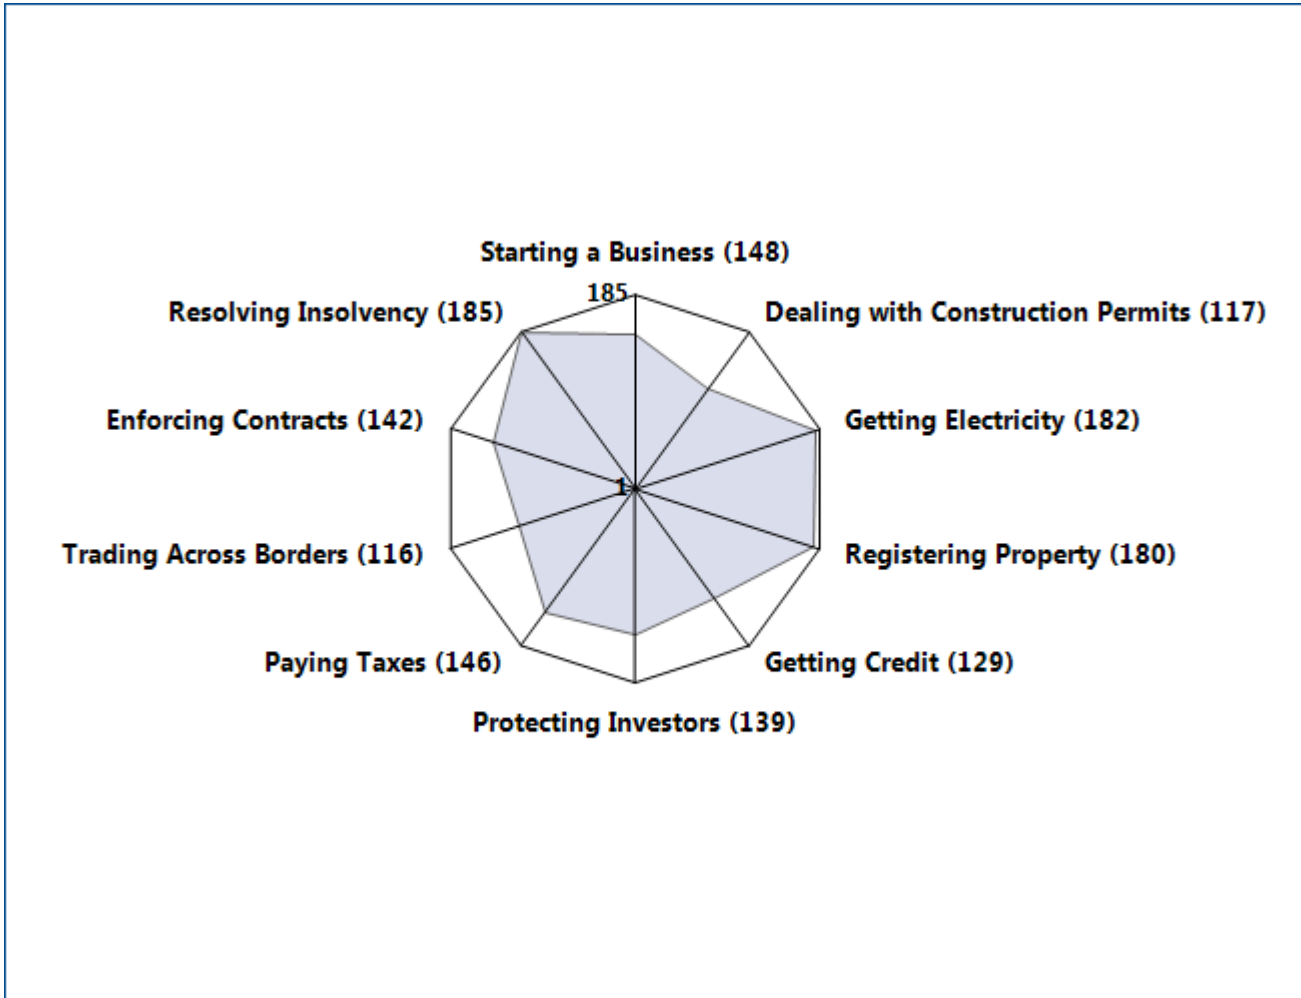 Starting a Business (148)
185
Resolving Insolvency (185)
Dealing with Construction Permits (117)
Enforcing Contracts (142)
Getting Electricity (182)
1
Trading Across Borders (116)
Registering Property (180)
Paying Taxes (146)
Getting Credit (129)
Protecting Investors (139)